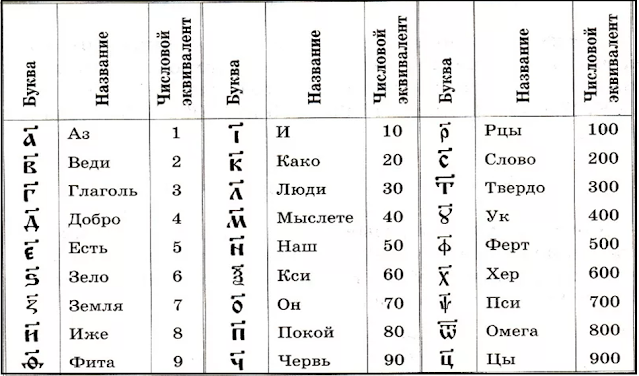 Буква Название Числовой эквивалент Буква Название Числовой эквивалент Буква Название Числовой эквивалент
А҃ Аз 1 І҃ И 10 Р҃ Рцы 100
В҃ Веди 2 К҃ Како 20 С҃ Слово 200
Г҃ Глаголь 3 Л҃ Люди 30 Т҃ Твердо 300
Д҃ Добро 4 М҃ Мыслете 40 Ꙋ҃ Ук 400
Є҃ Есть 5 Н҃ Наш 50 Ф҃ Ферт 500
Ѕ҃ Зело 6 Ѯ҃ Кси 60 Х҃ Хер 600
З҃ Земля 7 О҃ Он 70 Ѱ҃ Пси 700
И҃ Иже 8 П҃ Покой 80 Ѿ҃ Омега 800
Ѳ҃ Фита 9 Ч҃ Червь 90 Ц҃ Цы 900